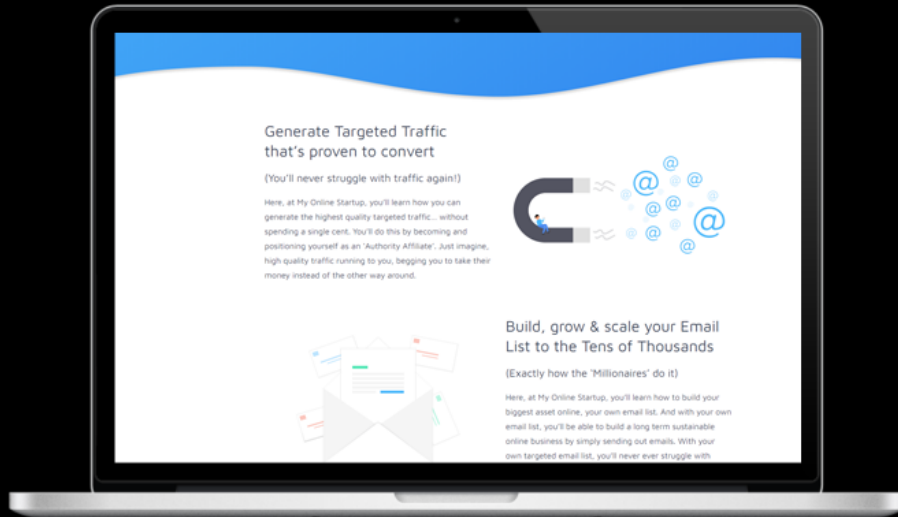 Generate Targeted Traffic
that's proven to convert
(You'll never struggle with traffic again!)
Here, at My Online Startup, you'll learn how you can
generate the highest quality targeted traffic... without
spending a single cent. You'll do this by becoming and
positioning yourself as an 'Authority Affiliate'. Just imagine,
high quality traffic running to you, begging you to take their
money instead of the other way around.
@ @ @ @ @ @ @ @ @ @ @ @
Build, grow & scale your Email
List to the Tens of Thousands
(Exactly how the 'Millionaires' do it)
Here, at My Online Startup, you'll learn how to build your
biggest asset online, your own email list. And with your own
email list, you'll be able to build a long term sustainable
online business by simply sending out emails. With your
own targeted email list, you'll never ever struggle with